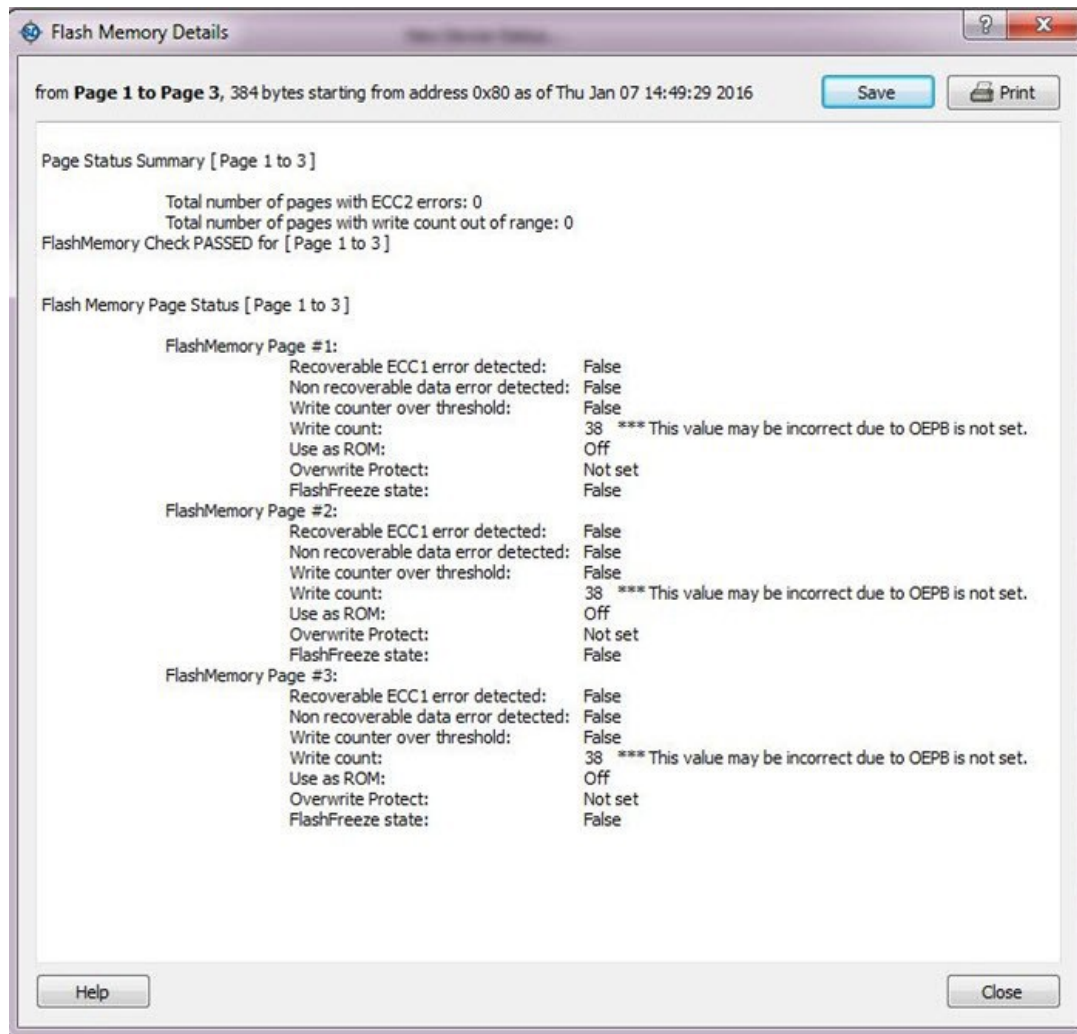 Flash Memory Details
from Page 1 to Page 3, 384 bytes starting from address 0x80 as of Thu Jan 07 14:49:29 2016
Save
Print
Page Status Summary [ Page 1 to 3 ]
Total number of pages with ECC2 errors: 0
Total number of pages with write count out of range: 0
FlashMemory Check PASSED for [ Page 1 to 3 ]
Flash Memory Page Status [ Page 1 to 3 ]
FlashMemory Page #1:
Recoverable ECC1 error detected: False
Non recoverable data error detected: False
Write counter over threshold: False
Write count: 38 *** This value may be incorrect due to OEPB is not set.
Use as ROM: Off
Overwrite Protect: Not set
FlashFreeze state: False
FlashMemory Page #2:
Recoverable ECC1 error detected: False
Non recoverable data error detected: False
Write counter over threshold: False
Write count: 38 *** This value may be incorrect due to OEPB is not set.
Use as ROM: Off
Overwrite Protect: Not set
FlashFreeze state: False
FlashMemory Page #3:
Recoverable ECC1 error detected: False
Non recoverable data error detected: False
Write counter over threshold: False
Write count: 38 *** This value may be incorrect due to OEPB is not set.
Use as ROM: Off
Overwrite Protect: Not set
FlashFreeze state: False
Help
Close